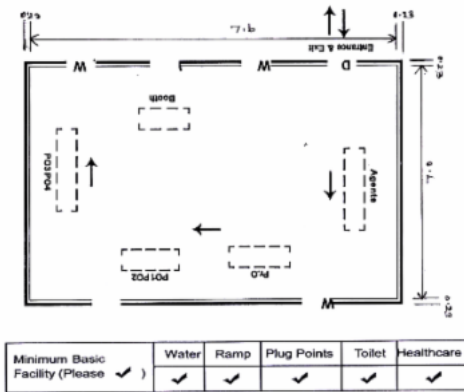 Entrance & Exit
W
W
D
Booth
PO3PO4
Agents
PO1PO2
Pr.O
W
Minimum Basic
Facility (Please ✓ )
Water
Ramp
Plug Points
Toilet
Healthcare
✓
✓
✓
✓
✓